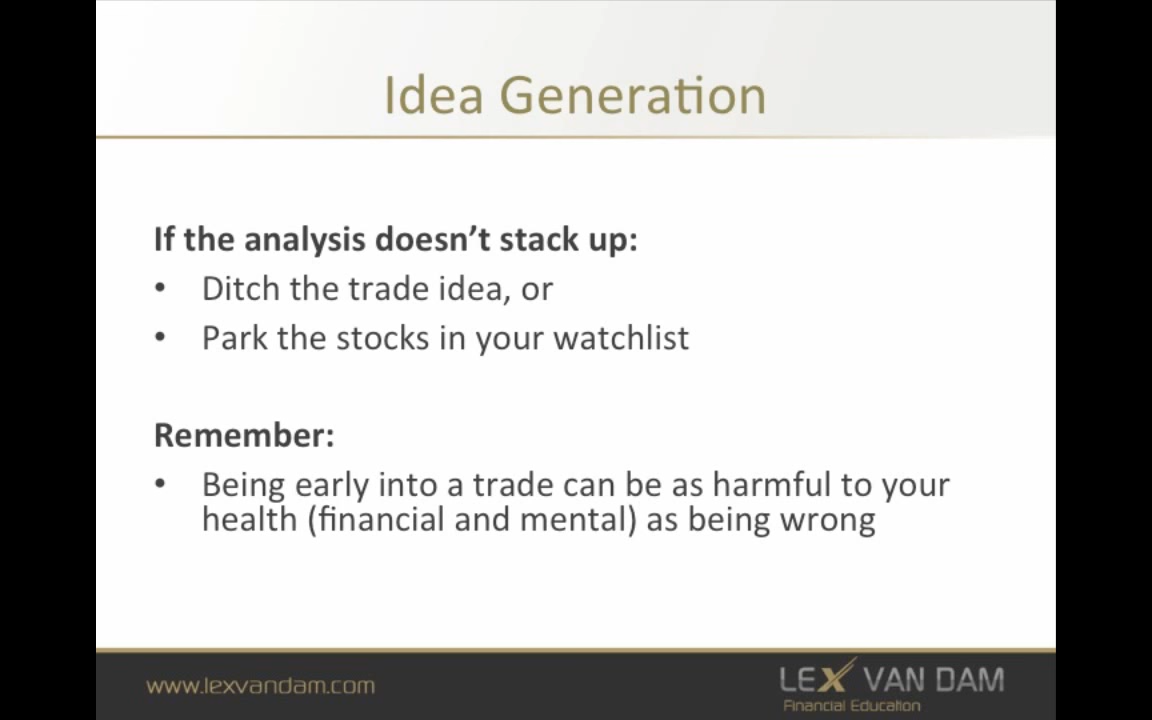 Idea Generation
If the analysis doesn’t stack up:
• Ditch the trade idea, or
• Park the stocks in your watchlist
Remember:
• Being early into a trade can be as harmful to your
health (financial and mental) as being wrong
www.lexvandam.com
LEX VAN DAM
Financial Education